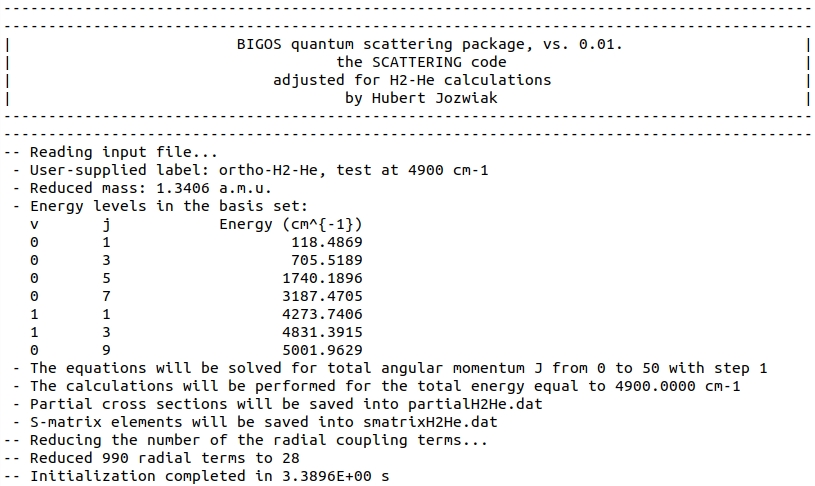 --------------------------------------------------------------------------------------------
--------------------------------------------------------------------------------------------
| BIGOS quantum scattering package, vs. 0.01. |
| the SCATTERING code |
| adjusted for H2-He calculations |
| by Hubert Jozwiak |
--------------------------------------------------------------------------------------------
--------------------------------------------------------------------------------------------
-- Reading input file...
- User-supplied label: ortho-H2-He, test at 4900 cm-1
- Reduced mass: 1.3406 a.m.u.
- Energy levels in the basis set:
v j Energy (cm^{-1})
0 1 118.4869
0 3 705.5189
0 5 1740.1896
0 7 3187.4705
1 1 4273.7406
1 3 4831.3915
0 9 5001.9629
- The equations will be solved for total angular momentum J from 0 to 50 with step 1
- The calculations will be performed for the total energy equal to 4900.0000 cm-1
- Partial cross sections will be saved into partialH2He.dat
- S-matrix elements will be saved into smatrixH2He.dat
-- Reducing the number of the radial coupling terms...
-- Reduced 990 radial terms to 28
-- Initialization completed in 3.3896E+00 s